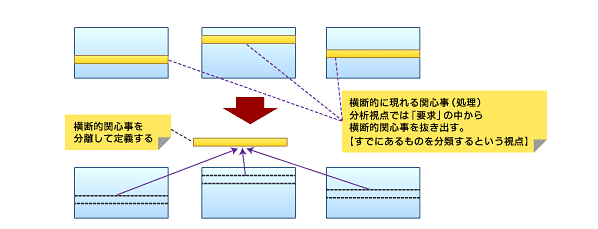 横断的に現れる関心事（処理）
分析視点では「要求」の中から
横断的関心事を抜き出す。
【すでにあるものを分類するという視点】
横断的関心事を
分離して定義する